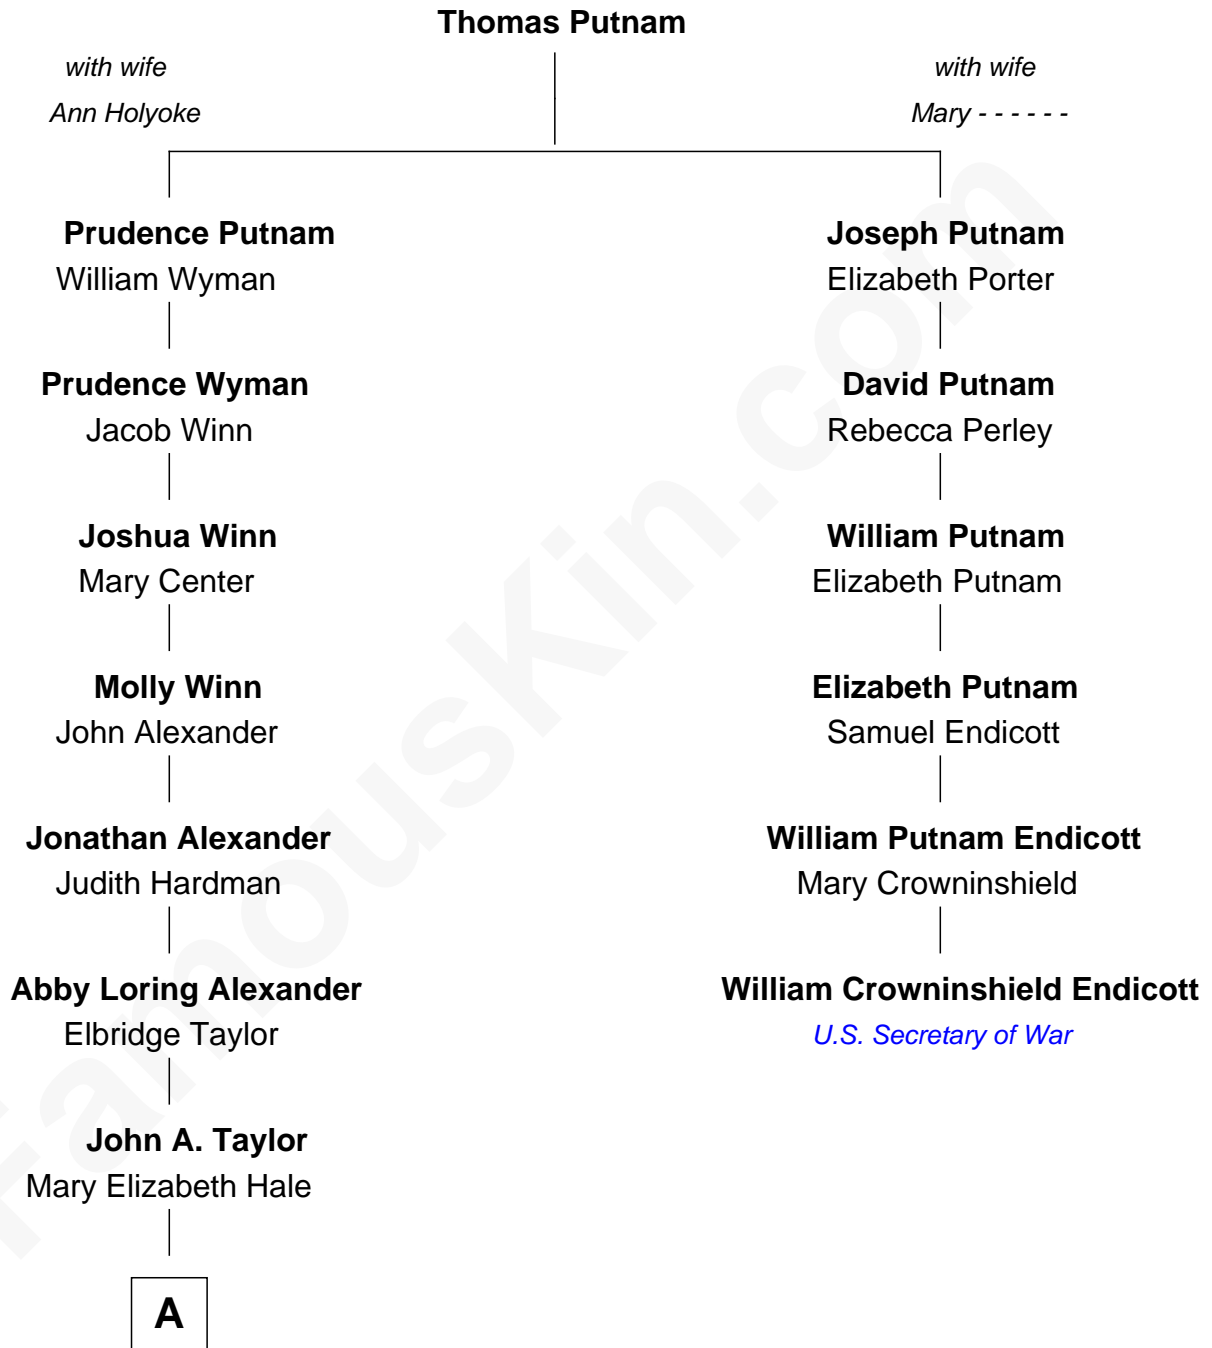 Thomas Putnam
with wife
Ann Holyoke
with wife
Mary - - - - - -
Prudence Putnam
William Wyman
Joseph Putnam
Elizabeth Porter
Prudence Wyman
Jacob Winn
David Putnam
Rebecca Perley
Joshua Winn
Mary Center
William Putnam
Elizabeth Putnam
Molly Winn
John Alexander
Elizabeth Putnam
Samuel Endicott
Jonathan Alexander
Judith Hardman
William Putnam Endicott
Mary Crowninshield
Abby Loring Alexander
Elbridge Taylor
William Crowninshield Endicott
U.S. Secretary of War
John A. Taylor
Mary Elizabeth Hale
A
FamousKin.com